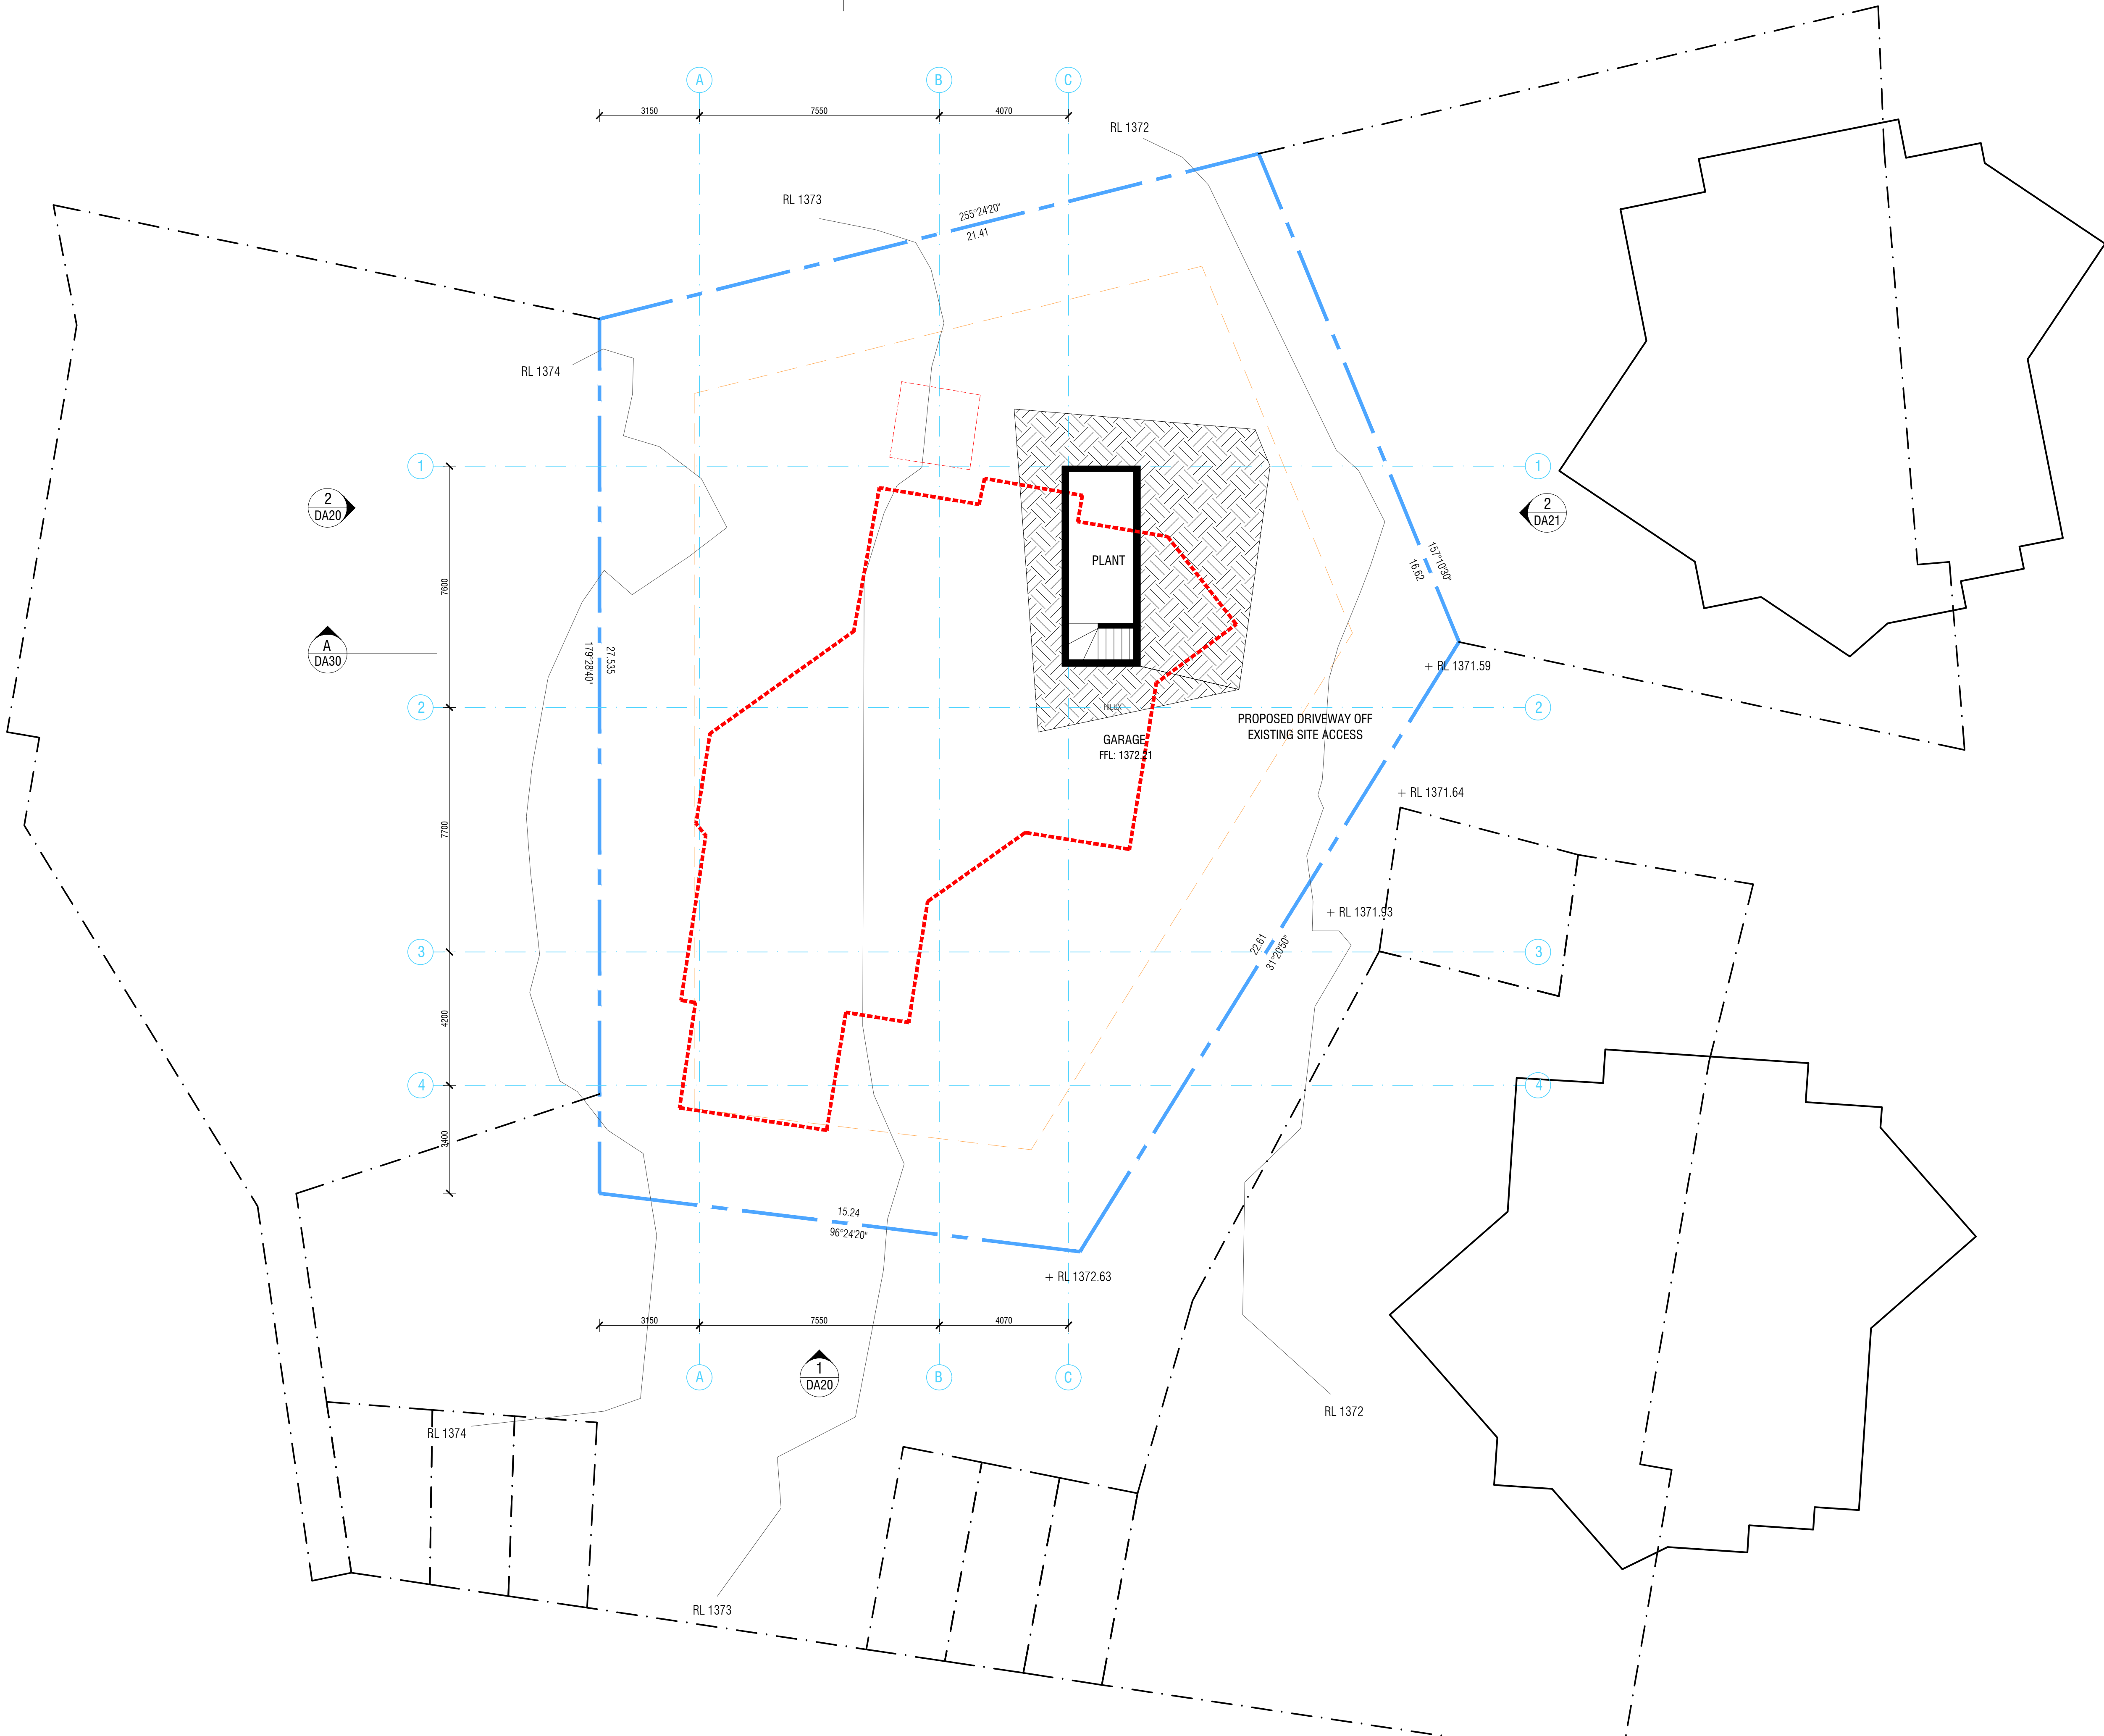 A
B
C
3150
7550
4070
RL 1372
RL 1373
255°24'20"
21.41
RL 1374
1
1
2
DA20
2
DA21
PLANT
157°10'30"
16.62
7600
A
DA30
27.535
179°28'40"
+ RL 1371.59
2
2
PROPOSED DRIVEWAY OFF
EXISTING SITE ACCESS
GARAGE
FFL: 1372.21
+ RL 1371.64
7700
+ RL 1371.93
22.61
31°20'50"
3
3
4200
4
4
3400
15.24
96°24'20"
+ RL 1372.63
3150
7550
4070
A
B
C
1
DA20
RL 1372
RL 1374
RL 1373